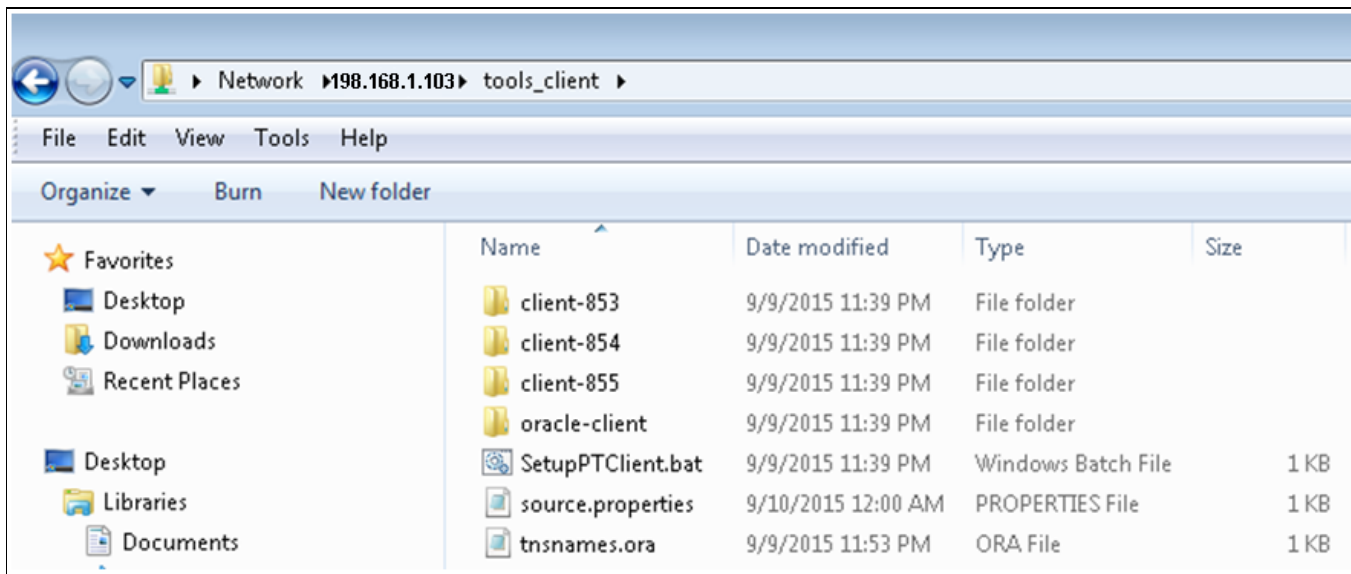 Network 198.168.1.103 tools_client
File Edit View Tools Help
Organize Burn New folder
Name Date modified Type Size
Favorites
Desktop
Downloads
Recent Places
Desktop
Libraries
Documents
client-853 9/9/2015 11:39 PM File folder
client-854 9/9/2015 11:39 PM File folder
client-855 9/9/2015 11:39 PM File folder
oracle-client 9/9/2015 11:39 PM File folder
SetupPTClient.bat 9/9/2015 11:39 PM Windows Batch File 1 KB
source.properties 9/10/2015 12:00 AM PROPERTIES File 1 KB
tnsnames.ora 9/9/2015 11:53 PM ORA File 1 KB